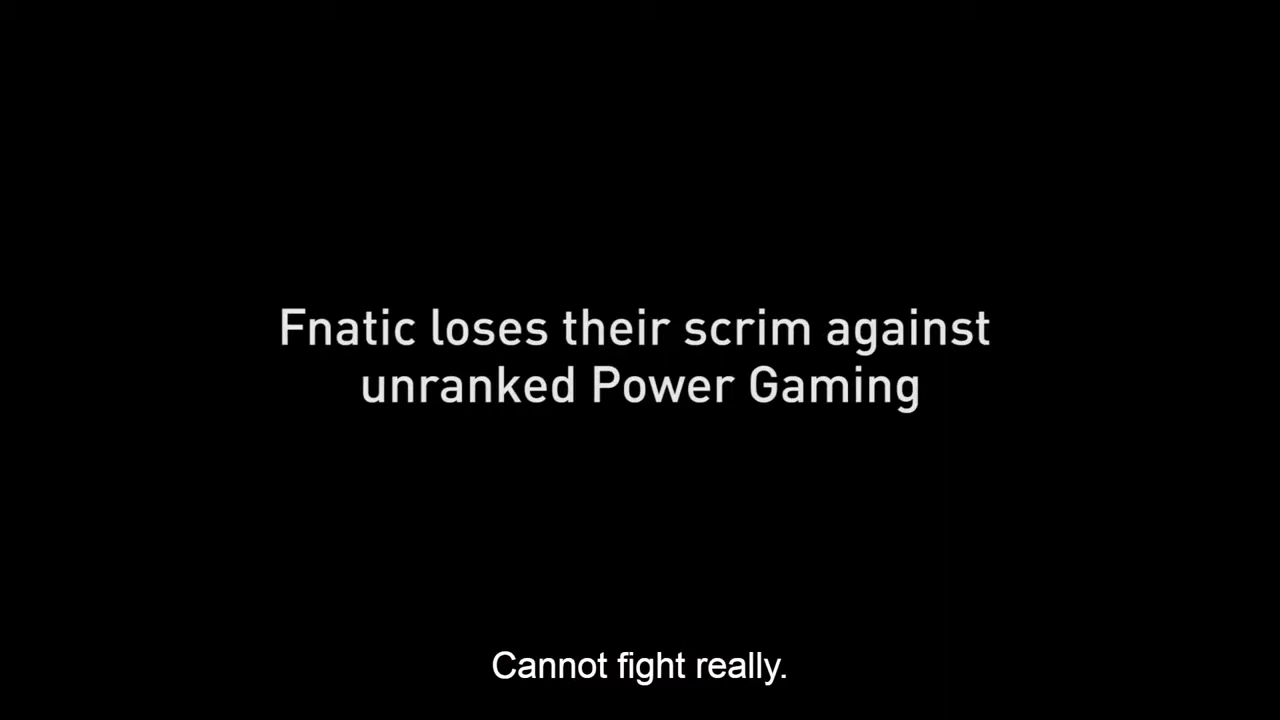 Fnatic loses their scrim against
unranked Power Gaming
Cannot fight really.